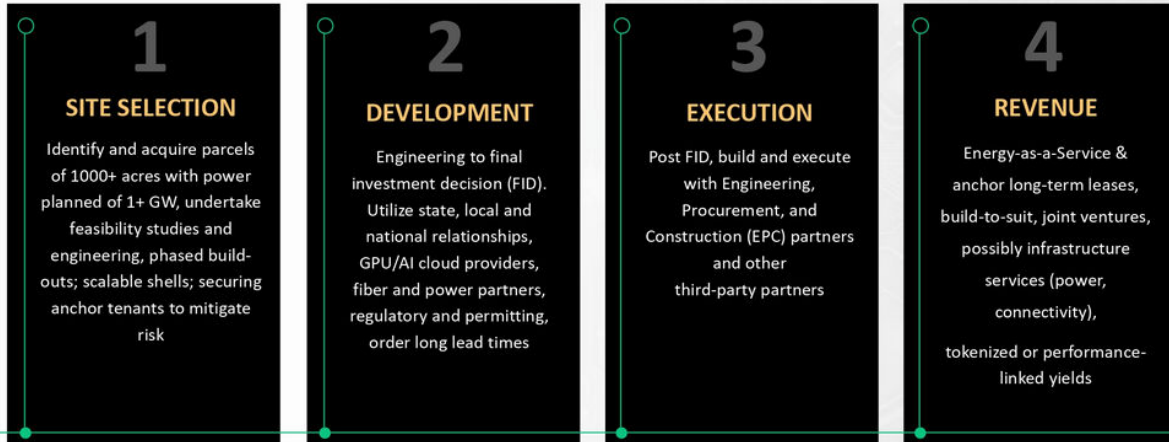 1
SITE SELECTION
Identify and acquire parcels
of 1000+ acres with power
planned of 1+ GW, undertake
feasibility studies and
engineering, phased build-
outs; scalable shells; securing
anchor tenants to mitigate
risk
2
DEVELOPMENT
Engineering to final
investment decision (FID).
Utilize state, local and
national relationships,
GPU/AI cloud providers,
fiber and power partners,
regulatory and permitting,
order long lead times
3
EXECUTION
Post FID, build and execute
with Engineering,
Procurement, and
Construction (EPC) partners
and other
third-party partners
4
REVENUE
Energy-as-a-Service &
anchor long-term leases,
build-to-suit, joint ventures,
possibly infrastructure
services (power,
connectivity),
tokenized or performance-
linked yields